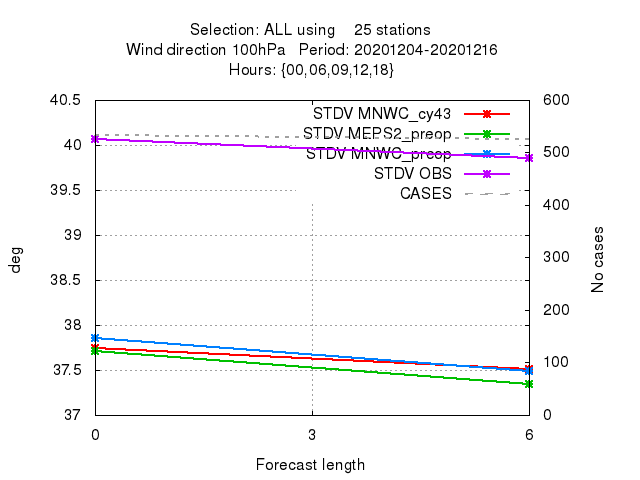 Selection: ALL using 25 stations
Wind direction 100hPa Period: 20201204-20201216
Hours: {00,06,09,12,18}
STDV MNWC_cy43
STDV MEPS2_preop
STDV MNWC_preop
STDV OBS
CASES
40.5
40
39.5
39
38.5
38
37.5
37
deg
600
500
400
300
200
100
0
No cases
0 3 6
Forecast length